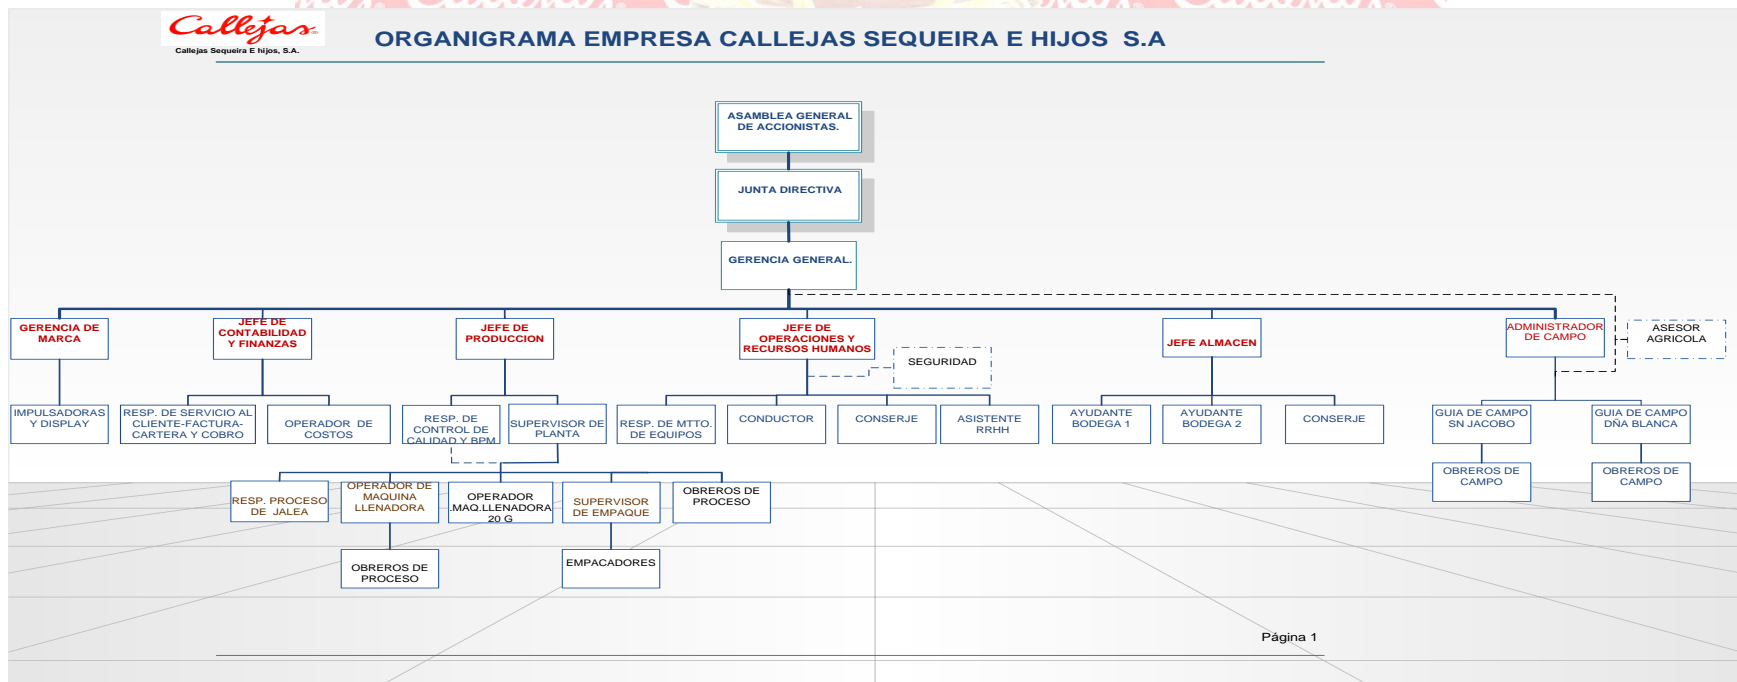 Callejas
Callejas Sequeira E hijos, S.A.
ORGANIGRAMA EMPRESA CALLEJAS SEQUEIRA E HIJOS S.A
ASAMBLEA GENERAL
DE ACCIONISTAS.
JUNTA DIRECTIVA
GERENCIA GENERAL.
GERENCIA DE
MARCA
JEFE DE
CONTABILIDAD
Y FINANZAS
JEFE DE
PRODUCCION
JEFE DE
OPERACIONES Y
RECURSOS HUMANOS
JEFE ALMACEN
ADMINISTRADOR
DE CAMPO
ASESOR
AGRICOLA
SEGURIDAD
IMPULSADORAS
Y DISPLAY
RESP. DE SERVICIO AL
CLIENTE-FACTURA-
CARTERA Y COBRO
OPERADOR DE
COSTOS
RESP. DE
CONTROL DE
CALIDAD Y BPM
SUPERVISOR DE
PLANTA
RESP. DE MTTO.
DE EQUIPOS
CONDUCTOR
CONSERJE
ASISTENTE
RRHH
AYUDANTE
BODEGA 1
AYUDANTE
BODEGA 2
CONSERJE
GUIA DE CAMPO
SN JACOBO
GUIA DE CAMPO
DÑA BLANCA
RESP. PROCESO
DE JALEA
OPERADOR DE
MAQUINA
LLENADORA
OPERADOR
.MAQ.LLENADORA
20 G
SUPERVISOR
DE EMPAQUE
OBREROS DE
PROCESO
OBREROS DE
CAMPO
OBREROS DE
CAMPO
OBREROS DE
PROCESO
EMPACADORES
Página 1